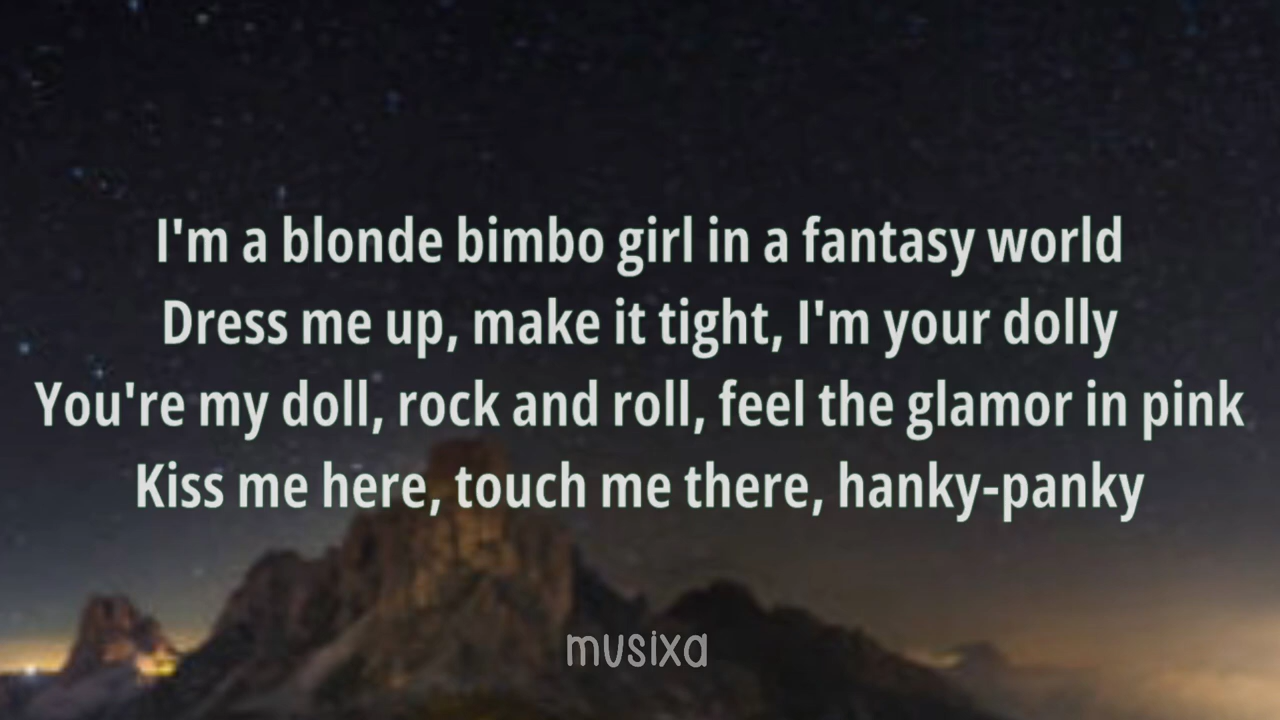 I'm a blonde bimbo girl in a fantasy world
Dress me up, make it tight, I'm your dolly
You're my doll, rock and roll, feel the glamor in pink
Kiss me here, touch me there, hanky-panky
musixa